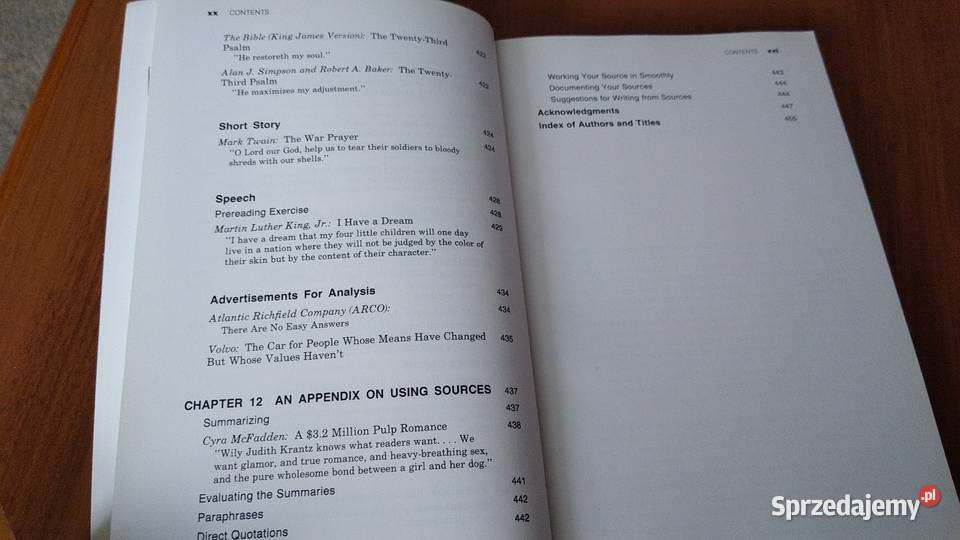 xx CONTENTS
The Bible (King James Version): The Twenty-Third
Psalm 422
"He restoreth my soul."
Alan J. Simpson and Robert A. Baker: The Twenty-
Third Psalm 422
"He maximizes my adjustment."
Short Story 424
Mark Twain: The War Prayer 424
"O Lord our God, help us to tear their soldiers to bloody
shreds with our shells."
Speech 428
Prereading Exercise 428
Martin Luther King, Jr.: I Have a Dream 429
"I have a dream that my four little children will one day
live in a nation where they will not be judged by the color of
their skin but by the content of their character."
Advertisements For Analysis 434
Atlantic Richfield Company (ARCO): 434
There Are No Easy Answers
Volvo: The Car for People Whose Means Have Changed 435
But Whose Values Haven't
CHAPTER 12 AN APPENDIX ON USING SOURCES 437
Summarizing 437
Cyra McFadden: A $3.2 Million Pulp Romance 438
"Wily Judith Krantz knows what readers want. . . . We
want glamor, and true romance, and heavy-breathing sex,
and the pure wholesome bond between a girl and her dog."
Evaluating the Summaries 441
Paraphrases 442
Direct Quotations 442
CONTENTS xxi
Working Your Source in Smoothly 443
Documenting Your Sources 444
Suggestions for Writing from Sources 444
Acknowledgments 447
Index of Authors and Titles 455
Sprzedajemy.pl